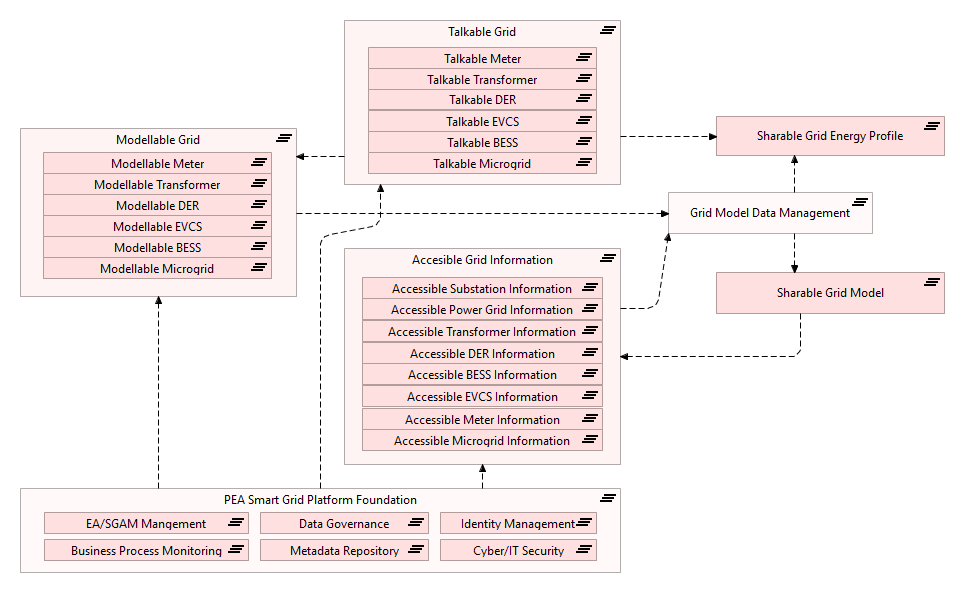 Talkable Grid
Talkable Meter
Talkable Transformer
Talkable DER
Talkable EVCS
Talkable BESS
Talkable Microgrid
Modellable Grid
Modellable Meter
Modellable Transformer
Modellable DER
Modellable EVCS
Modellable BESS
Modellable Microgrid
Sharable Grid Energy Profile
Grid Model Data Management
Sharable Grid Model
Accesible Grid Information
Accessible Substation Information
Accessible Power Grid Information
Accessible Transformer Information
Accessible DER Information
Accessible BESS Information
Accessible EVCS Information
Accessible Meter Information
Accessible Microgrid Information
PEA Smart Grid Platform Foundation
EA/SGAM Mangement
Data Governance
Identity Management
Business Process Monitoring
Metadata Repository
Cyber/IT Security